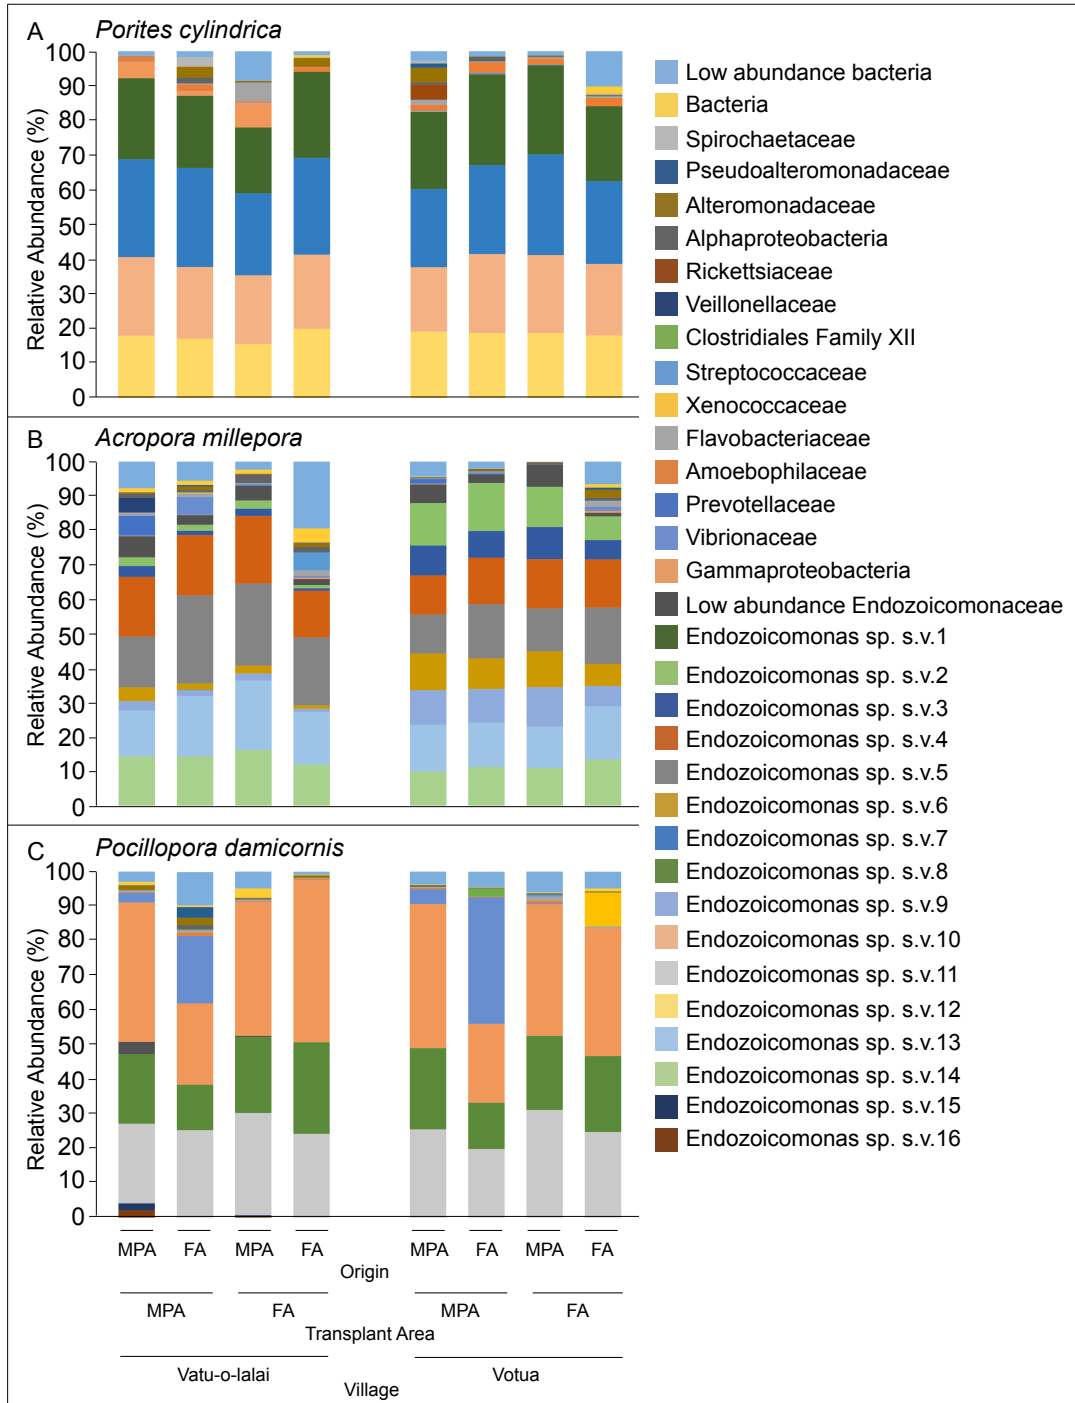 A Porites cylindrica
Relative Abundance (%)
100
90
80
70
60
50
40
30
20
10
0
B Acropora millepora
Relative Abundance (%)
100
90
80
70
60
50
40
30
20
10
0
C Pocillopora damicornis
Relative Abundance (%)
100
90
80
70
60
50
40
30
20
10
0
MPA FA MPA FA MPA FA MPA FA
Origin
MPA FA MPA FA
Transplant Area
Vatu-o-lalai Votua
Village
Low abundance bacteria
Bacteria
Spirochaetaceae
Pseudoalteromonadaceae
Alteromonadaceae
Alphaproteobacteria
Rickettsiaceae
Veillonellaceae
Clostridiales Family XII
Streptococcaceae
Xenococcaceae
Flavobacteriaceae
Amoebophilaceae
Prevotellaceae
Vibrionaceae
Gammaproteobacteria
Low abundance Endozoicomonaceae
Endozoicomonas sp. s.v.1
Endozoicomonas sp. s.v.2
Endozoicomonas sp. s.v.3
Endozoicomonas sp. s.v.4
Endozoicomonas sp. s.v.5
Endozoicomonas sp. s.v.6
Endozoicomonas sp. s.v.7
Endozoicomonas sp. s.v.8
Endozoicomonas sp. s.v.9
Endozoicomonas sp. s.v.10
Endozoicomonas sp. s.v.11
Endozoicomonas sp. s.v.12
Endozoicomonas sp. s.v.13
Endozoicomonas sp. s.v.14
Endozoicomonas sp. s.v.15
Endozoicomonas sp. s.v.16